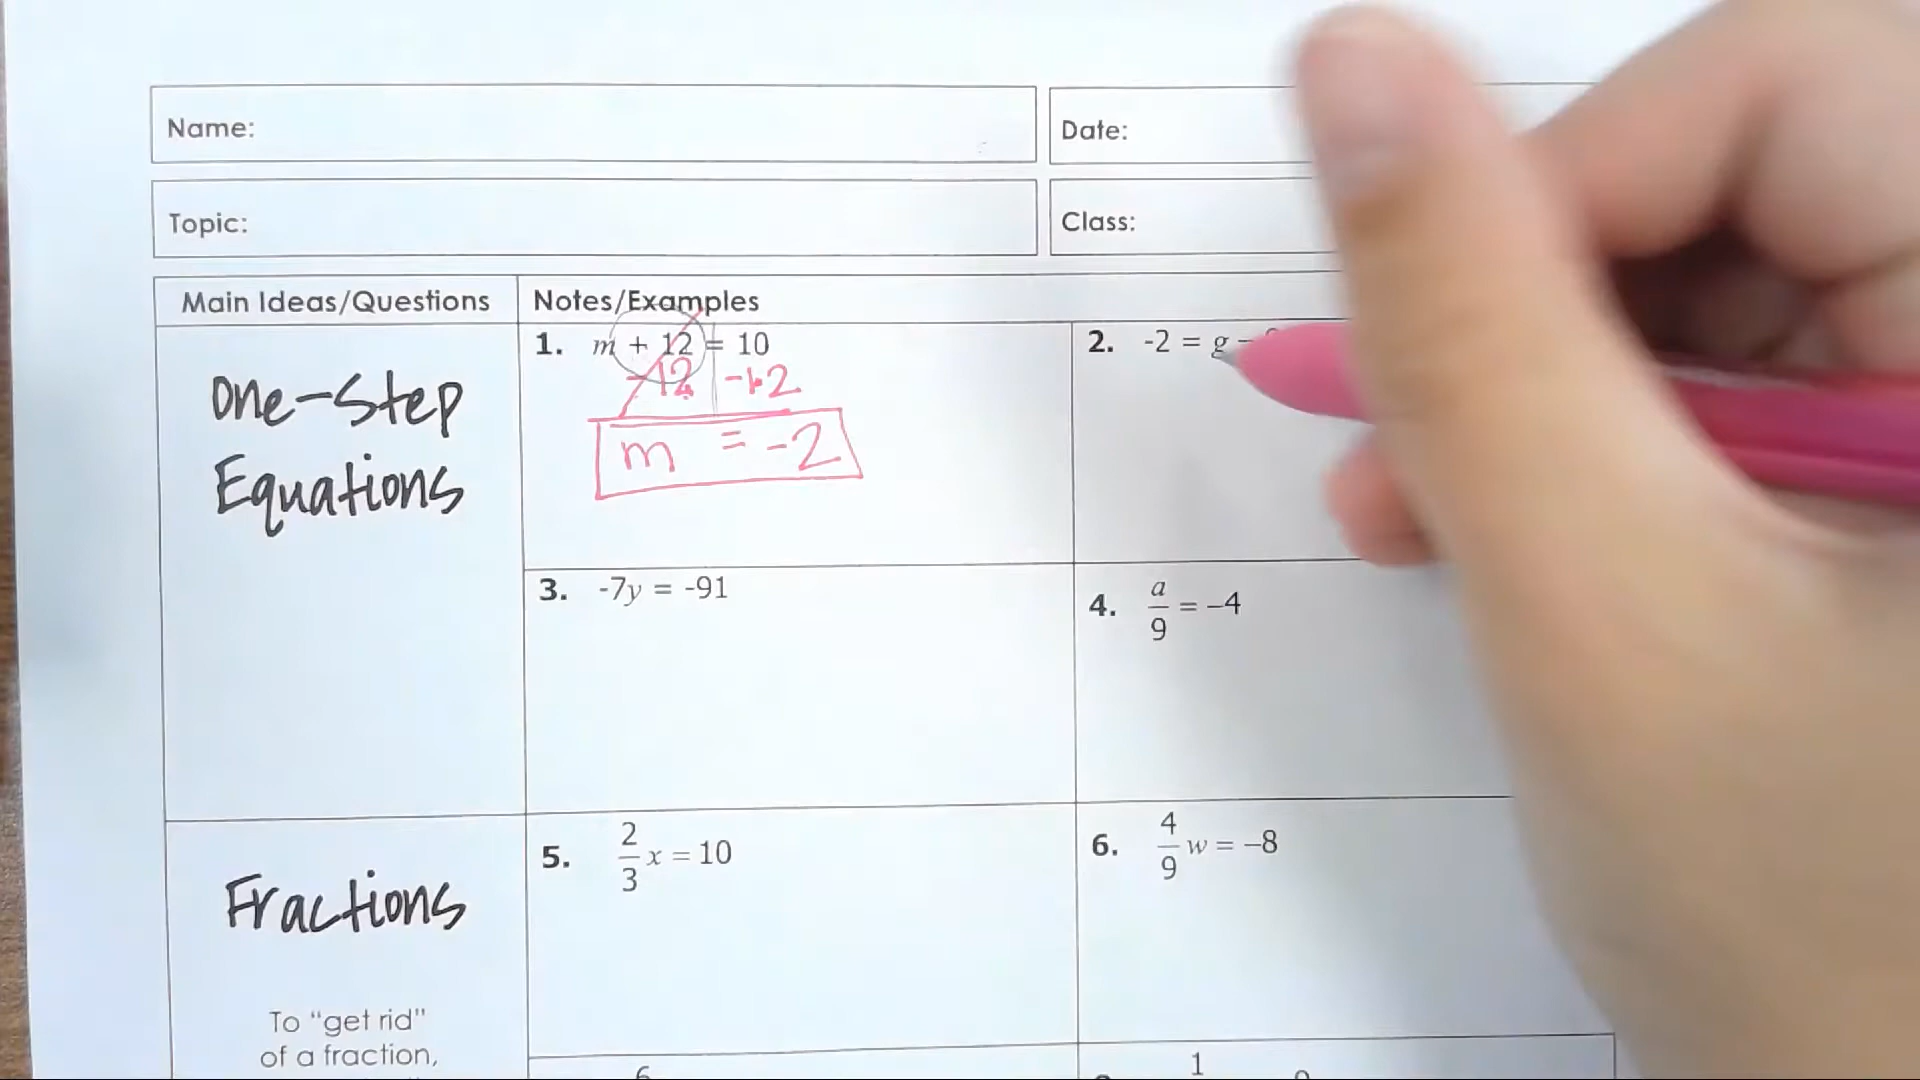 Name:
Date:
Topic:
Class:
Main Ideas/Questions
Notes/Examples
One-Step
Equations
1. m + 12 = 10
-12 -12
m = -2
2. -2 = g -
3. -7y = -91
4. a/9 = -4
Fractions
To "get rid"
of a fraction,
5. 2/3 x = 10
6. 4/9 w = -8
6
1